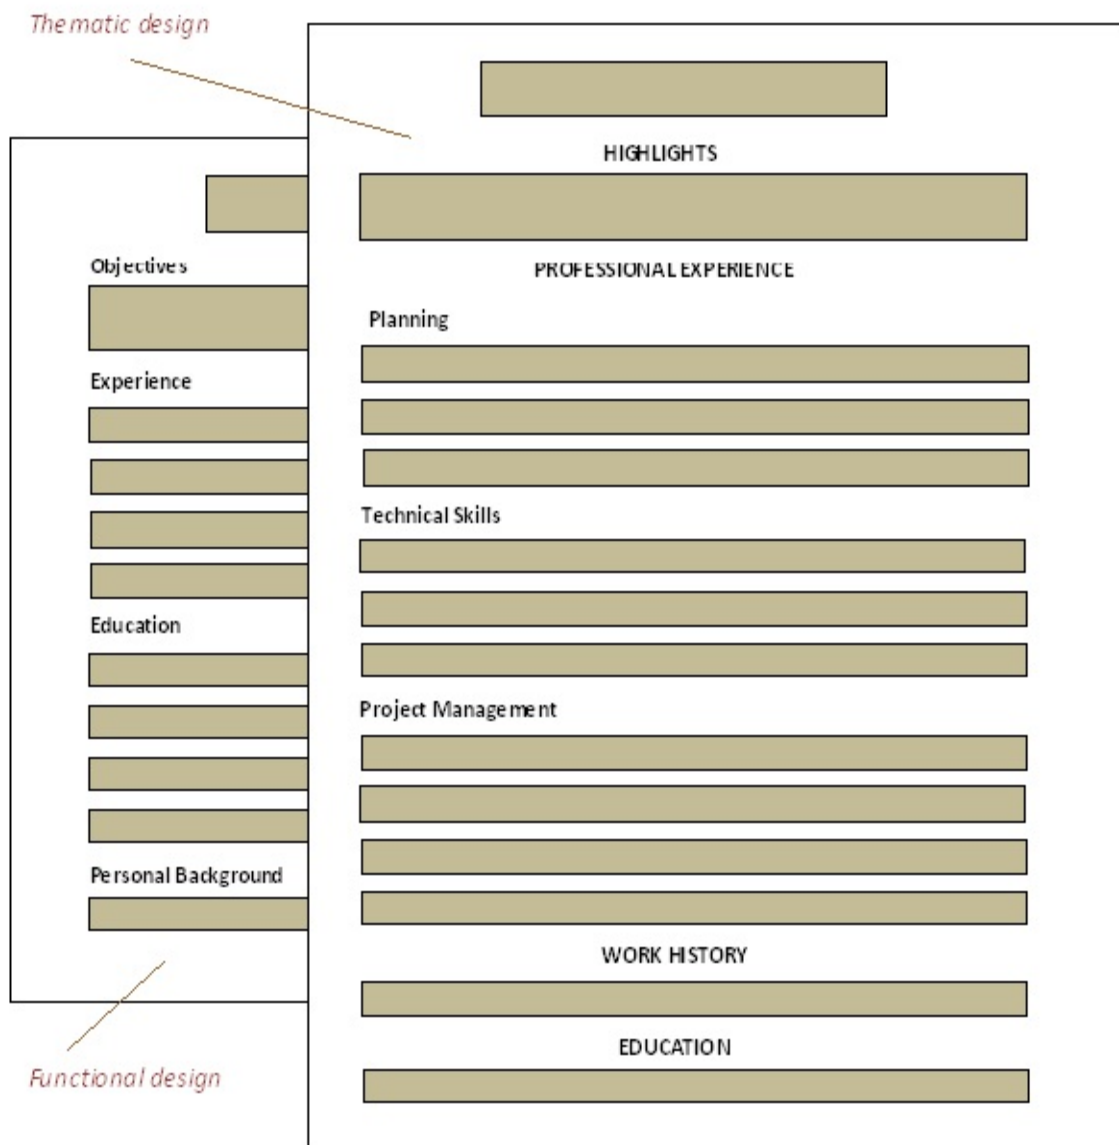 Thematic design
HIGHLIGHTS
PROFESSIONAL EXPERIENCE
Planning
Technical Skills
Project Management
WORK HISTORY
EDUCATION
Objectives
Experience
Education
Personal Background
Functional design